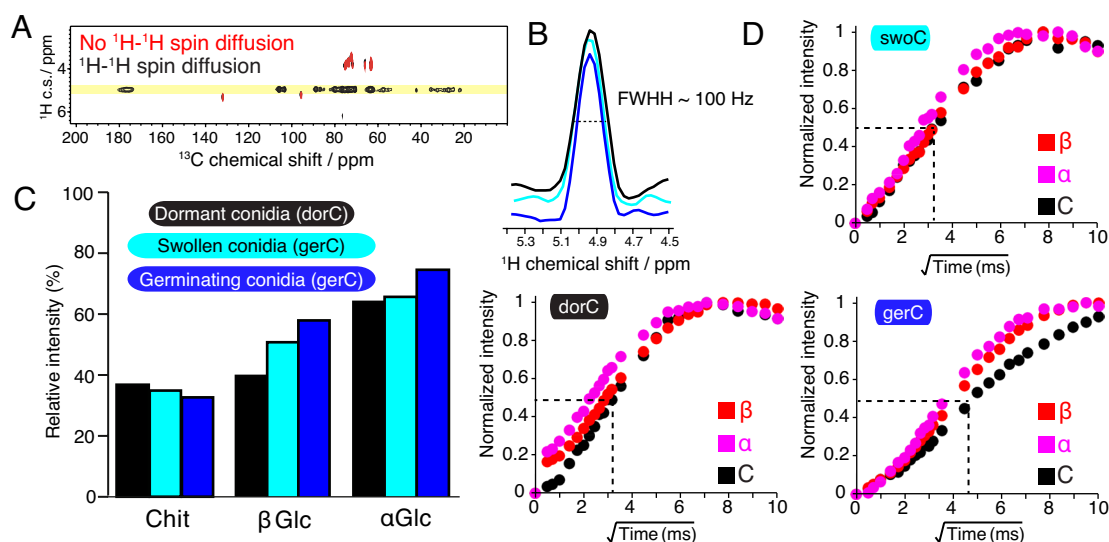 A
No ¹H-¹H spin diffusion
¹H-¹H spin diffusion
¹H c.s./ ppm
4
6
200 180 160 140 120 100 80 60 40 20
¹³C chemical shift / ppm
B
FWHH ~ 100 Hz
5.3 5.1 4.9 4.7 4.5
¹H chemical shift / ppm
C
Dormant conidia (dorC)
Swollen conidia (gerC)
Germinating conidia (gerC)
Relative intensity (%)
100
80
60
40
20
0
Chit β Glc αGlc
D
swoC
Normalized intensity
1
0.8
0.6
0.4
0.2
0
β
α
C
0 2 4 6 8 10
√Time (ms)
dorC
Normalized intensity
1
0.8
0.6
0.4
0.2
0
β
α
C
0 2 4 6 8 10
√Time (ms)
gerC
Normalized intensity
1
0.8
0.6
0.4
0.2
0
β
α
C
0 2 4 6 8 10
√Time (ms)